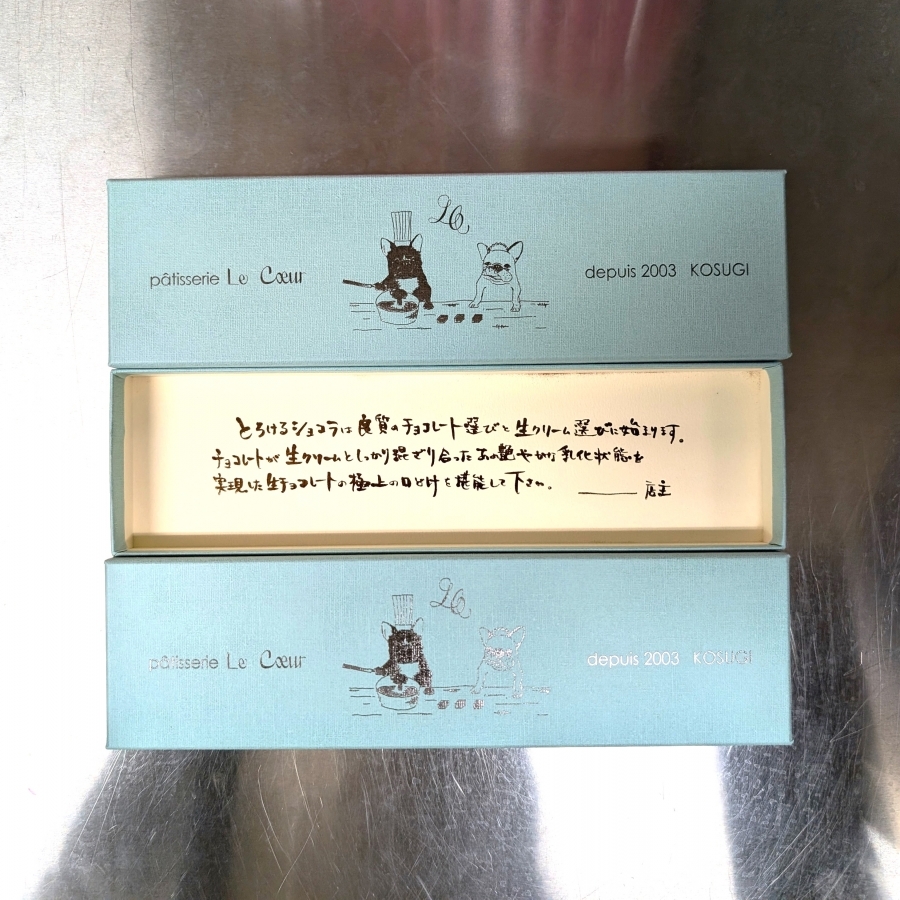 LC
pâtisserie Le Cœur
depuis 2003 KOSUGI
とろけるショコラは良質のチョコレート選びと生クリーム選びに始まります。
チョコレートが生クリームとしっかり混ざり合ったあの艶やかな乳化状態を
実現した生チョコレートの極上の口どけを堪能して下さい。 ――― 店主
LC
pâtisserie Le Cœur
depuis 2003 KOSUGI